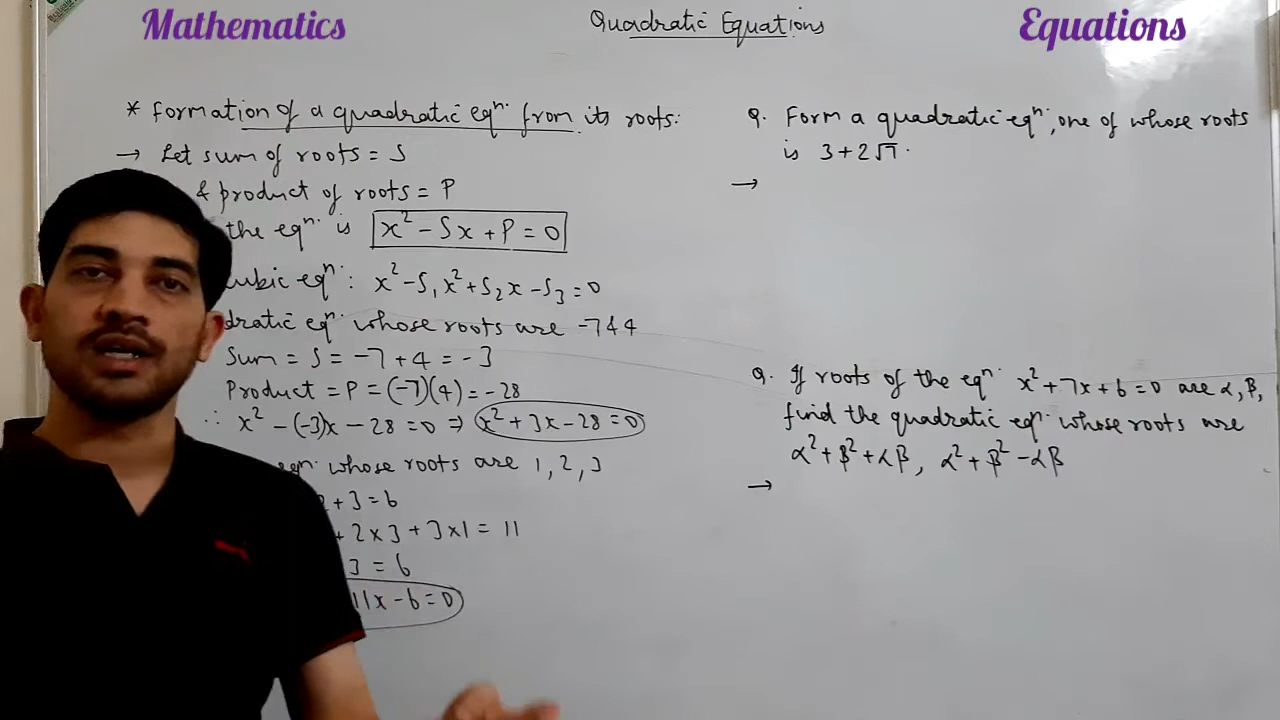 Mathematics
Quadratic Equations
Equations
* Formation of a quadratic eqⁿ. from its roots:
→ Let sum of roots = S
& product of roots = P
the eqⁿ. is x² - Sx + P = 0
cubic eqⁿ: x² - S₁x² + S₂x - S₃ = 0
dratic eqⁿ. whose roots are -7 & 4
Sum = S = -7 + 4 = -3
Product = P = (-7)(4) = -28
∴ x² - (-3)x - 28 = 0 ⇒ x² + 3x - 28 = 0
eqⁿ. whose roots are 1, 2, 3
2 + 3 = 6
+ 2 x 3 + 3 x 1 = 11
3 = 6
11x - 6 = 0
Q. Form a quadratic eqⁿ, one of whose roots
is 3 + 2√7.
→
Q. If roots of the eqⁿ. x² + 7x + 6 = 0 are α, β,
find the quadratic eqⁿ. whose roots are
α² + β² + αβ, α² + β² - αβ
→